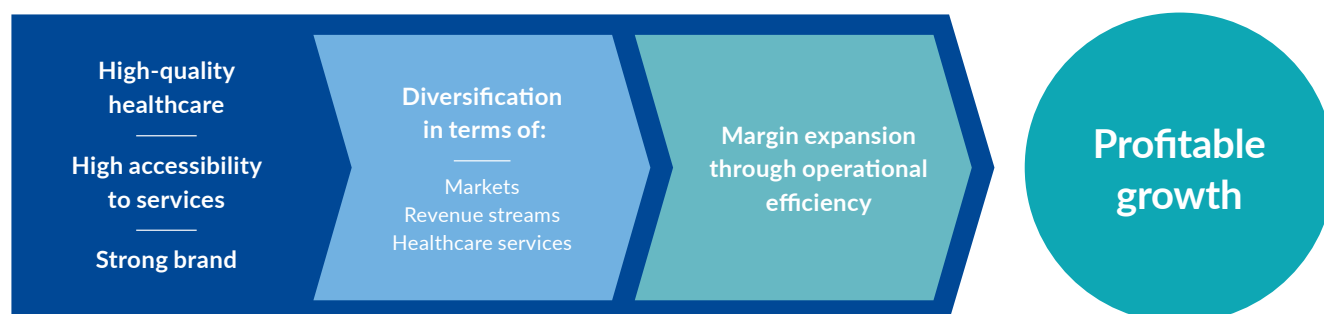 High-quality
healthcare
High accessibility
to services
Strong brand
Diversification
in terms of:
Markets
Revenue streams
Healthcare services
Margin expansion
through operational
efficiency
Profitable
growth